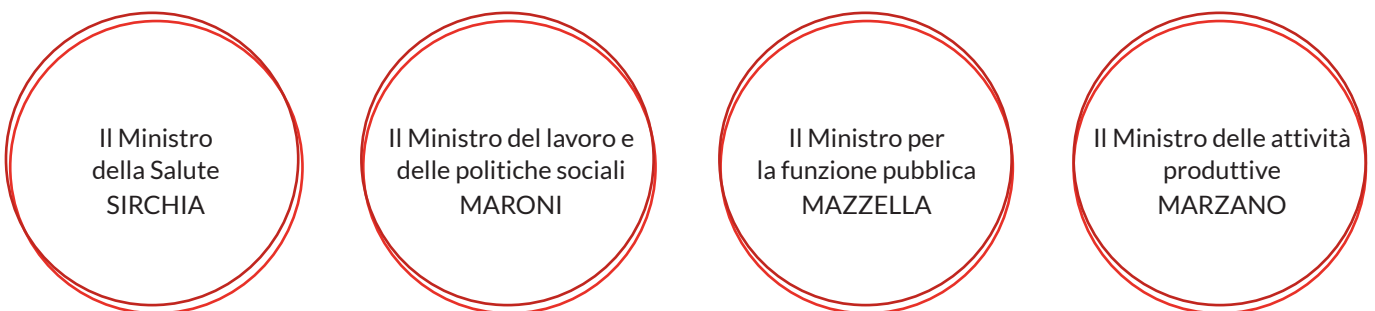 Il Ministro
della Salute
SIRCHIA
Il Ministro del lavoro e
delle politiche sociali
MARONI
Il Ministro per
la funzione pubblica
MAZZELLA
Il Ministro delle attività
produttive
MARZANO